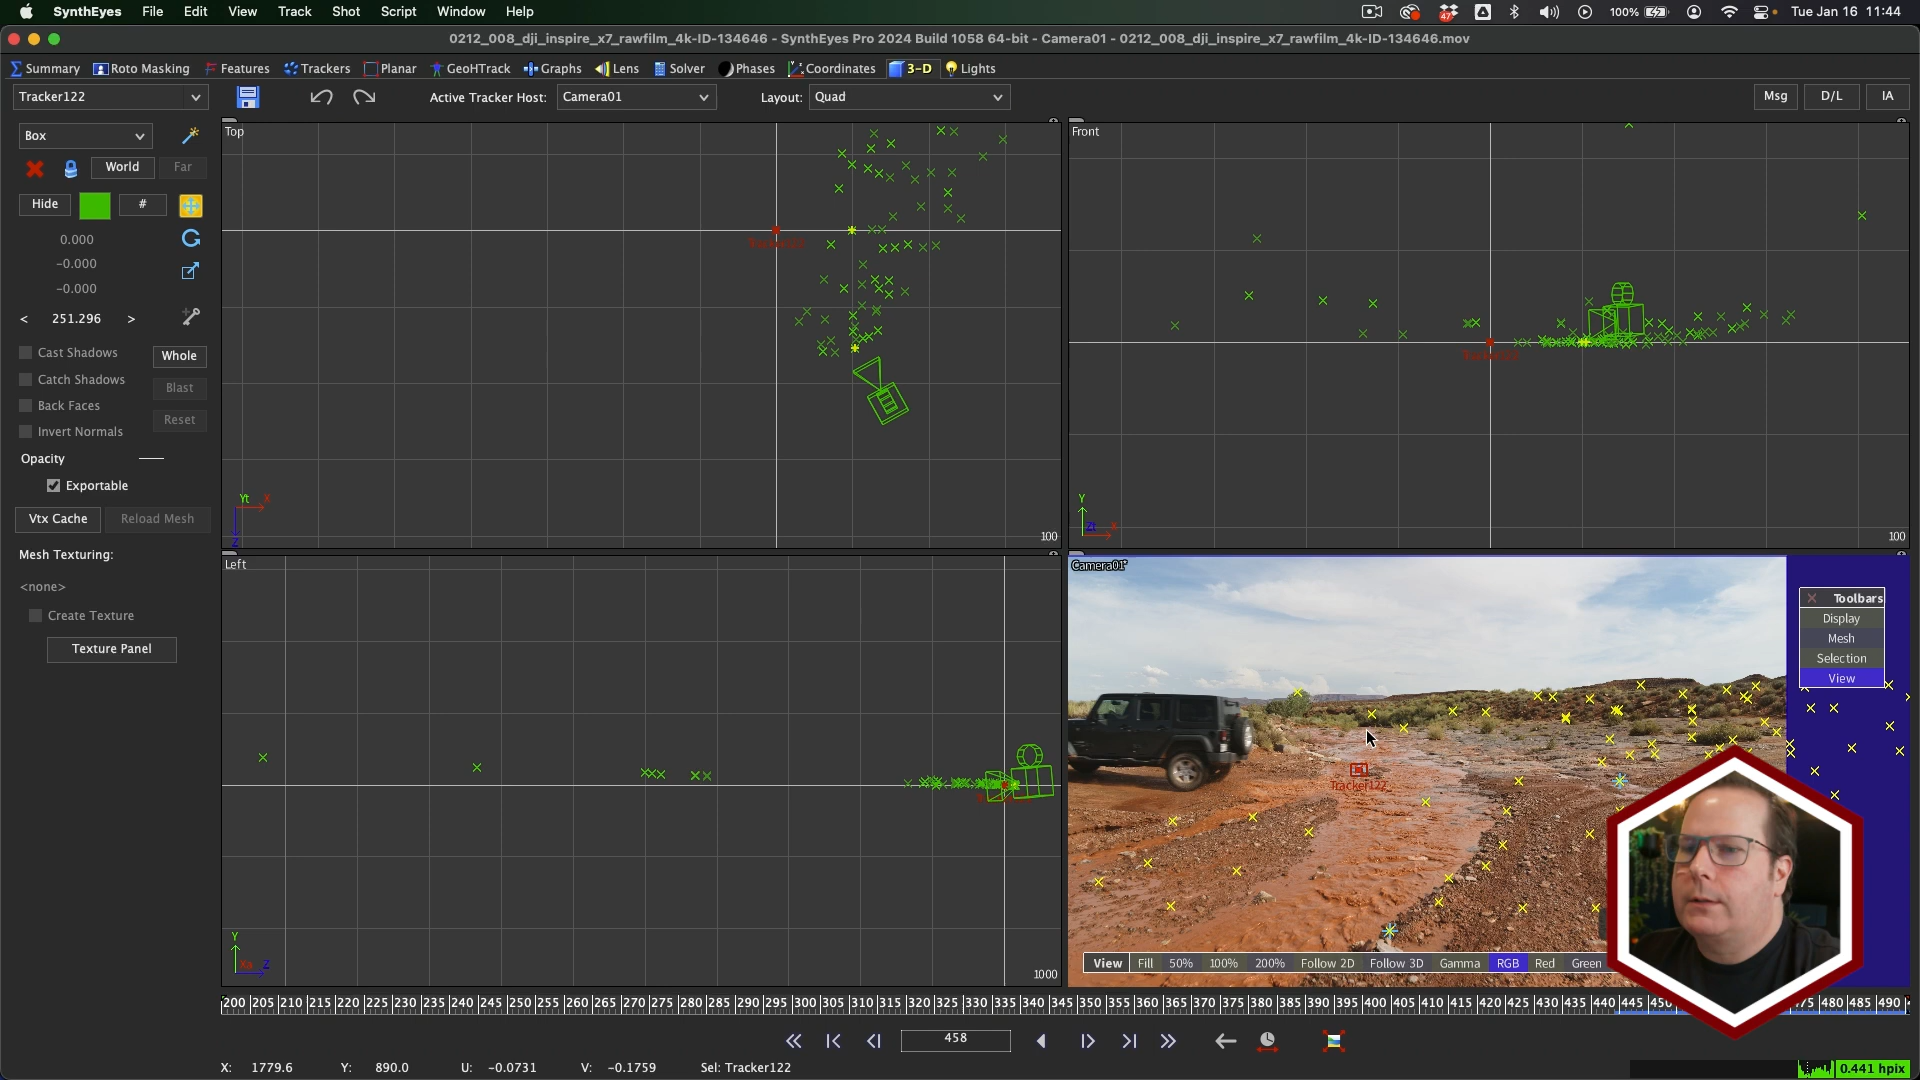 SynthEyes File Edit View Track Shot Script Window Help
47 100% Tue Jan 16 11:44
0212_008_dji_inspire_x7_rawfilm_4k-ID-134646 - SynthEyes Pro 2024 Build 1058 64-bit - Camera01 - 0212_008_dji_inspire_x7_rawfilm_4k-ID-134646.mov
Summary Roto Masking Features Trackers Planar GeoHTrack Graphs Lens Solver Phases Coordinates 3-D Lights
Tracker122 Active Tracker Host: Camera01 Layout: Quad Msg D/L IA
Box
World Far
Hide #
0.000
-0.000
-0.000
< 251.296 >
Cast Shadows Whole
Catch Shadows Blast
Back Faces
Invert Normals Reset
Opacity
Exportable
Vtx Cache Reload Mesh
Mesh Texturing:
<none>
Create Texture
Texture Panel
Top
Tracker122
Yt X
Z
100
Front
Tracker122
Y
Zt X
100
Left
Y
Xa Z
1000
Camera01
Toolbars
Display
Mesh
Selection
View
Tracker122
View Fill 50% 100% 200% Follow 2D Follow 3D Gamma RGB Red Green
200 205 210 215 220 225 230 235 240 245 250 255 260 265 270 275 280 285 290 295 300 305 310 315 320 325 330 335 340 345 350 355 360 365 370 375 380 385 390 395 400 405 410 415 420 425 430 435 440 445 450 475 480 485 490
458
X: 1779.6 Y: 890.0 U: -0.0731 V: -0.1759 Sel: Tracker122
0.441 hpix